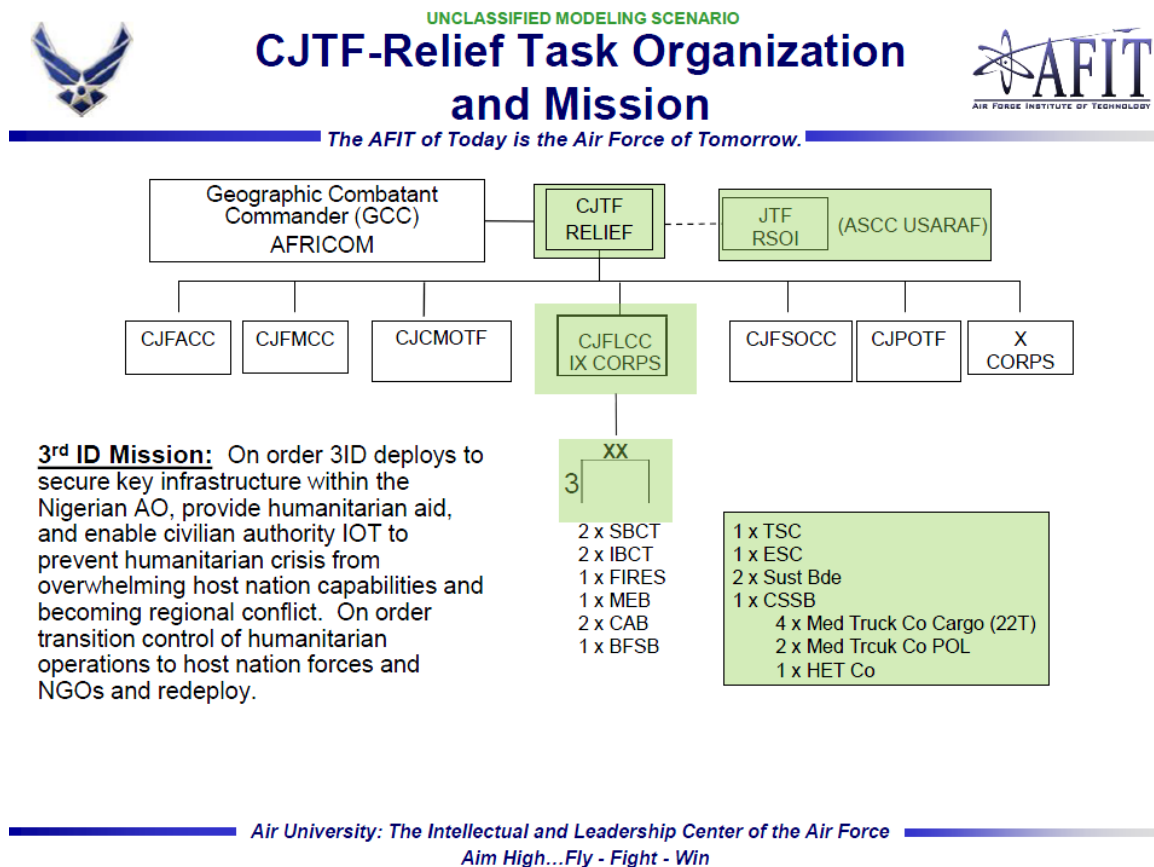 UNCLASSIFIED MODELING SCENARIO
CJTF-Relief Task Organization
and Mission
AFIT
AIR FORCE INSTITUTE OF TECHNOLOGY
The AFIT of Today is the Air Force of Tomorrow.
Geographic Combatant
Commander (GCC)
AFRICOM
CJTF
RELIEF
JTF
RSOI
(ASCC USARAF)
CJFACC
CJFMCC
CJCMOTF
CJFLCC
IX CORPS
CJFSOCC
CJPOTF
X
CORPS
3rd ID Mission: On order 3ID deploys to
secure key infrastructure within the
Nigerian AO, provide humanitarian aid,
and enable civilian authority IOT to
prevent humanitarian crisis from
overwhelming host nation capabilities and
becoming regional conflict. On order
transition control of humanitarian
operations to host nation forces and
NGOs and redeploy.
XX
3
2 x SBCT
2 x IBCT
1 x FIRES
1 x MEB
2 x CAB
1 x BFSB
1 x TSC
1 x ESC
2 x Sust Bde
1 x CSSB
4 x Med Truck Co Cargo (22T)
2 x Med Trcuk Co POL
1 x HET Co
Air University: The Intellectual and Leadership Center of the Air Force
Aim High...Fly - Fight - Win